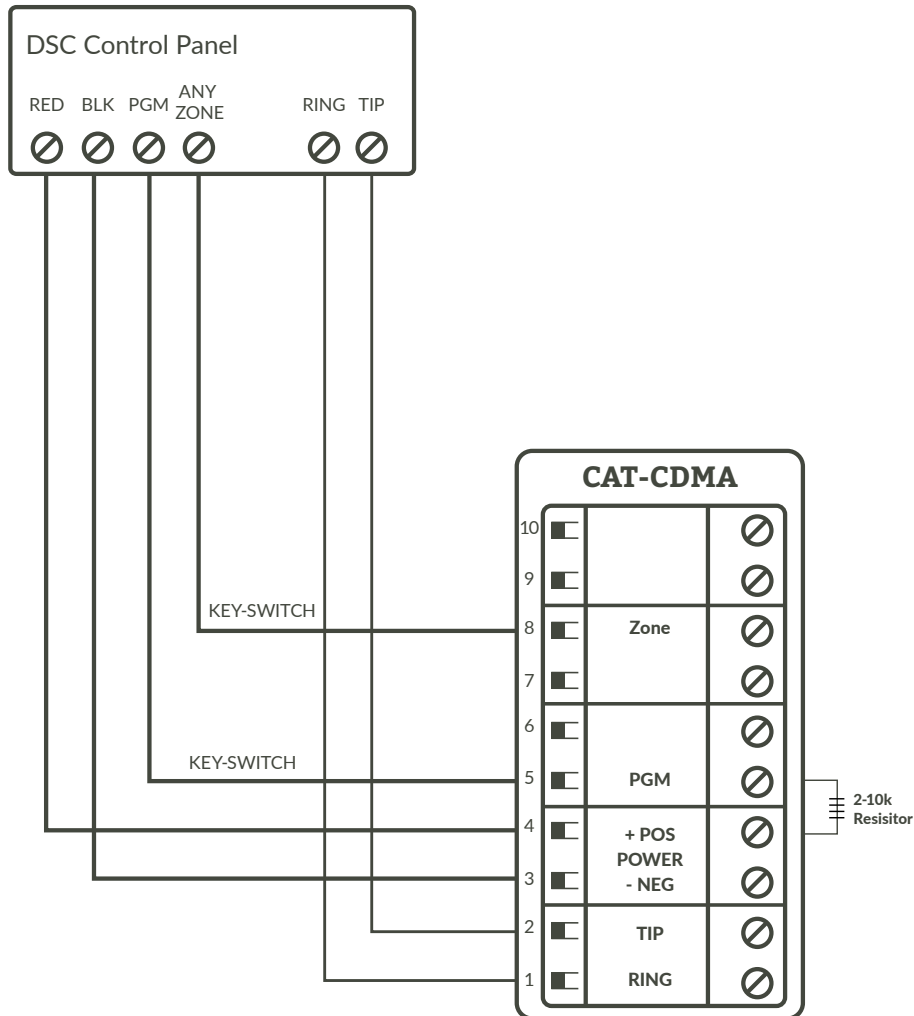 DSC Control Panel
RED BLK PGM ANY ZONE RING TIP
CAT-CDMA
10
9
KEY-SWITCH
8 Zone
7
6
KEY-SWITCH
5 PGM
2-10k
Resisitor
4 + POS
POWER
3 - NEG
2 TIP
1 RING